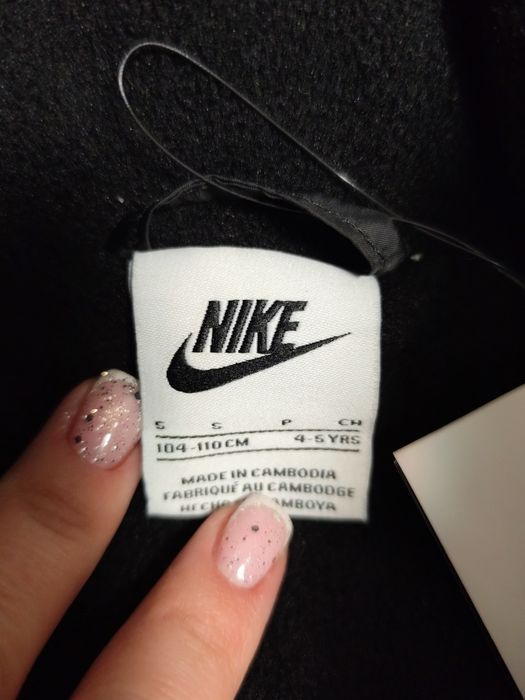 NIKE
S S P CH
104-110CM 4-5YRS
MADE IN CAMBODIA
FABRIQUÉ AU CAMBODGE